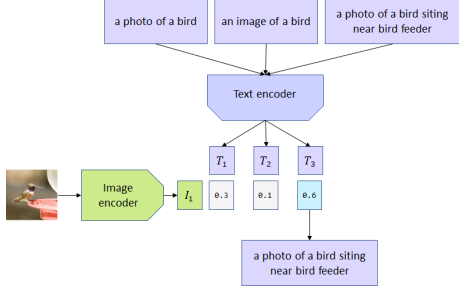 a photo of a bird
an image of a bird
a photo of a bird siting
near bird feeder
Text encoder
T1
T2
T3
Image
encoder
I1
0.3
0.1
0.6
a photo of a bird siting
near bird feeder